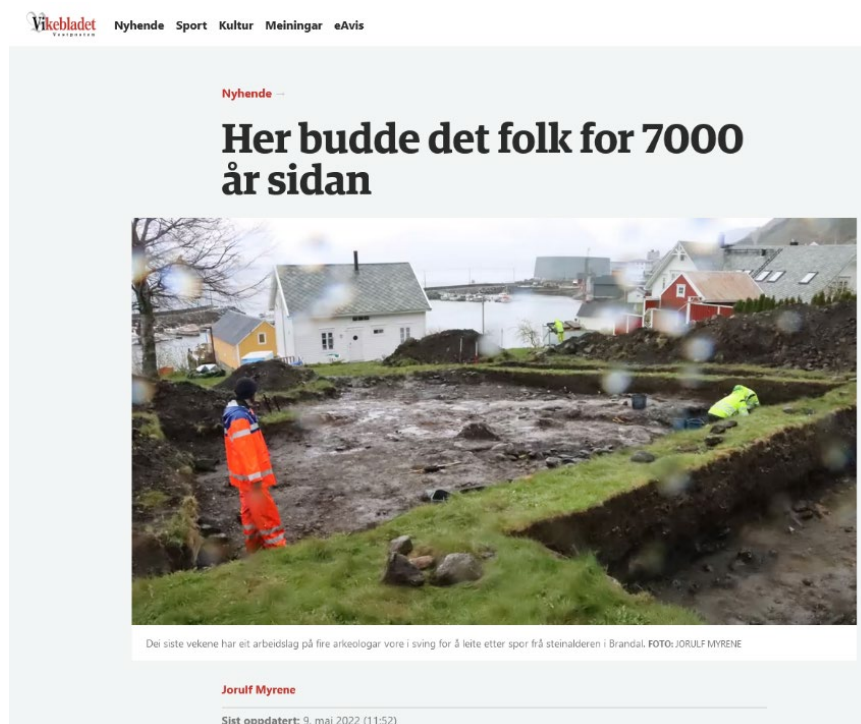 Vikebladet
Vestposten
Nyhende Sport Kultur Meiningar eAvis
Nyhende →
Her budde det folk for 7000
år sidan
Dei siste vekene har eit arbeidslag på fire arkeologar vore i sving for å leite etter spor frå steinalderen i Brandal. FOTO: JORULF MYRENE
Jorulf Myrene
Sist oppdatert: 9. mai 2022 (11:52)